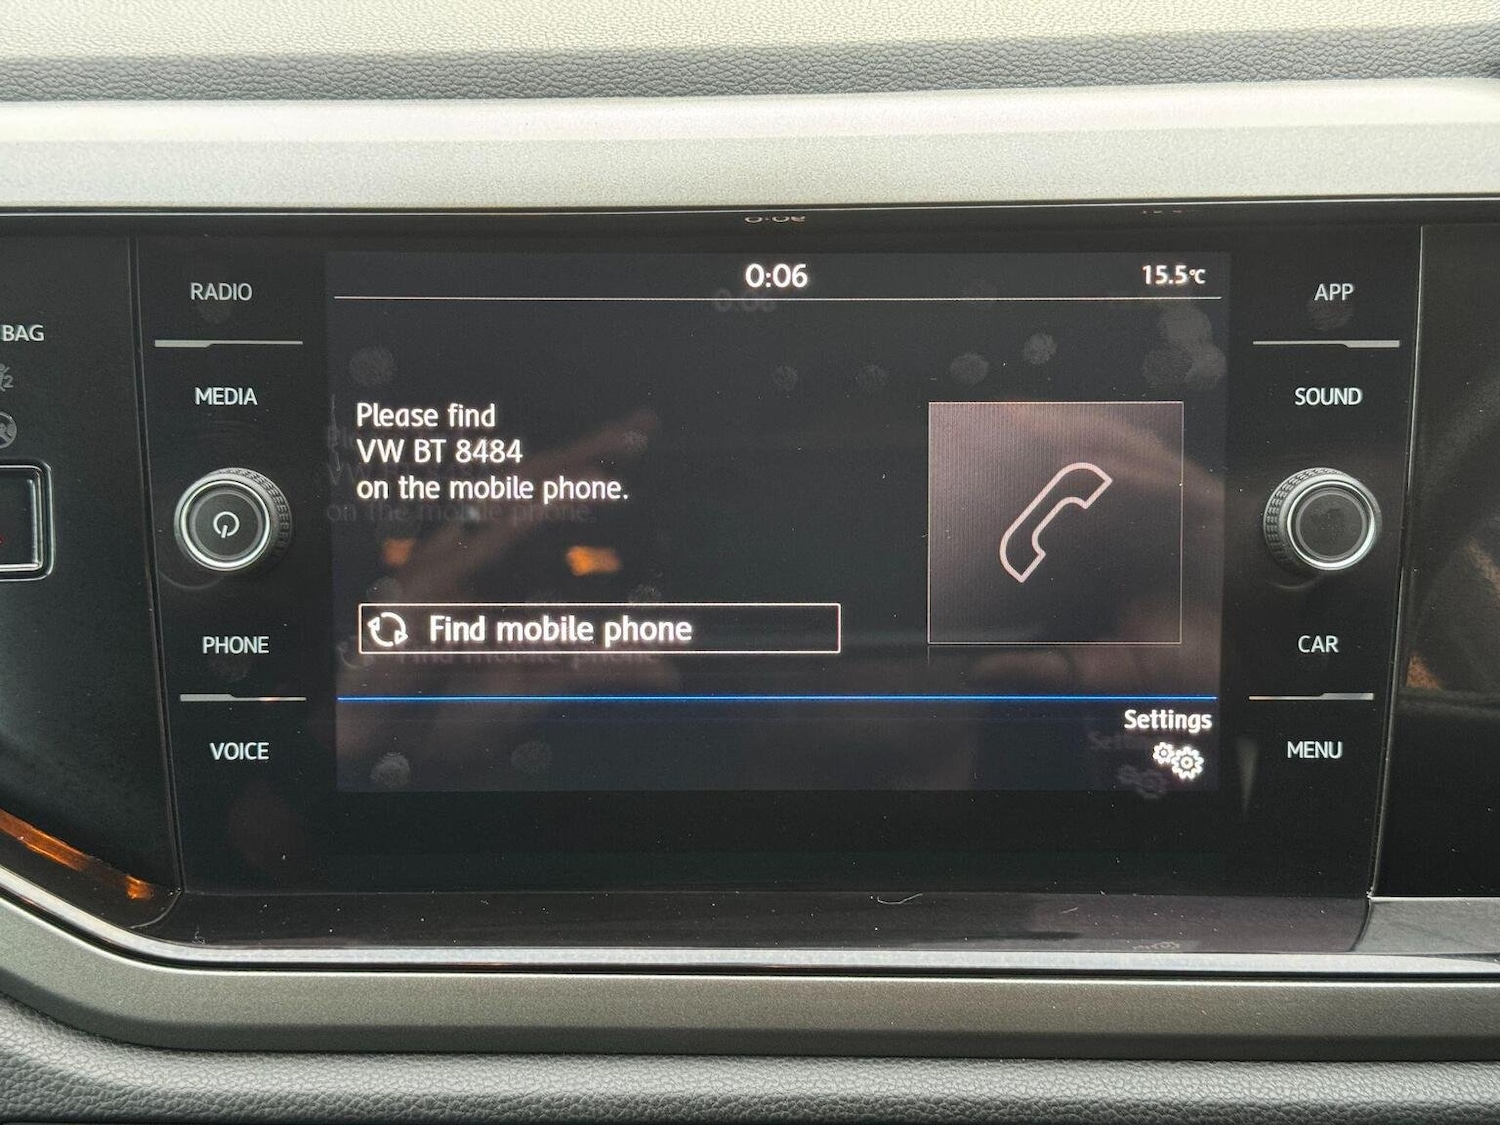 0:06
15.5°C
RADIO
APP
BAG
MEDIA
SOUND
Please find
VW BT 8484
on the mobile phone.
Find mobile phone
PHONE
CAR
Settings
VOICE
MENU